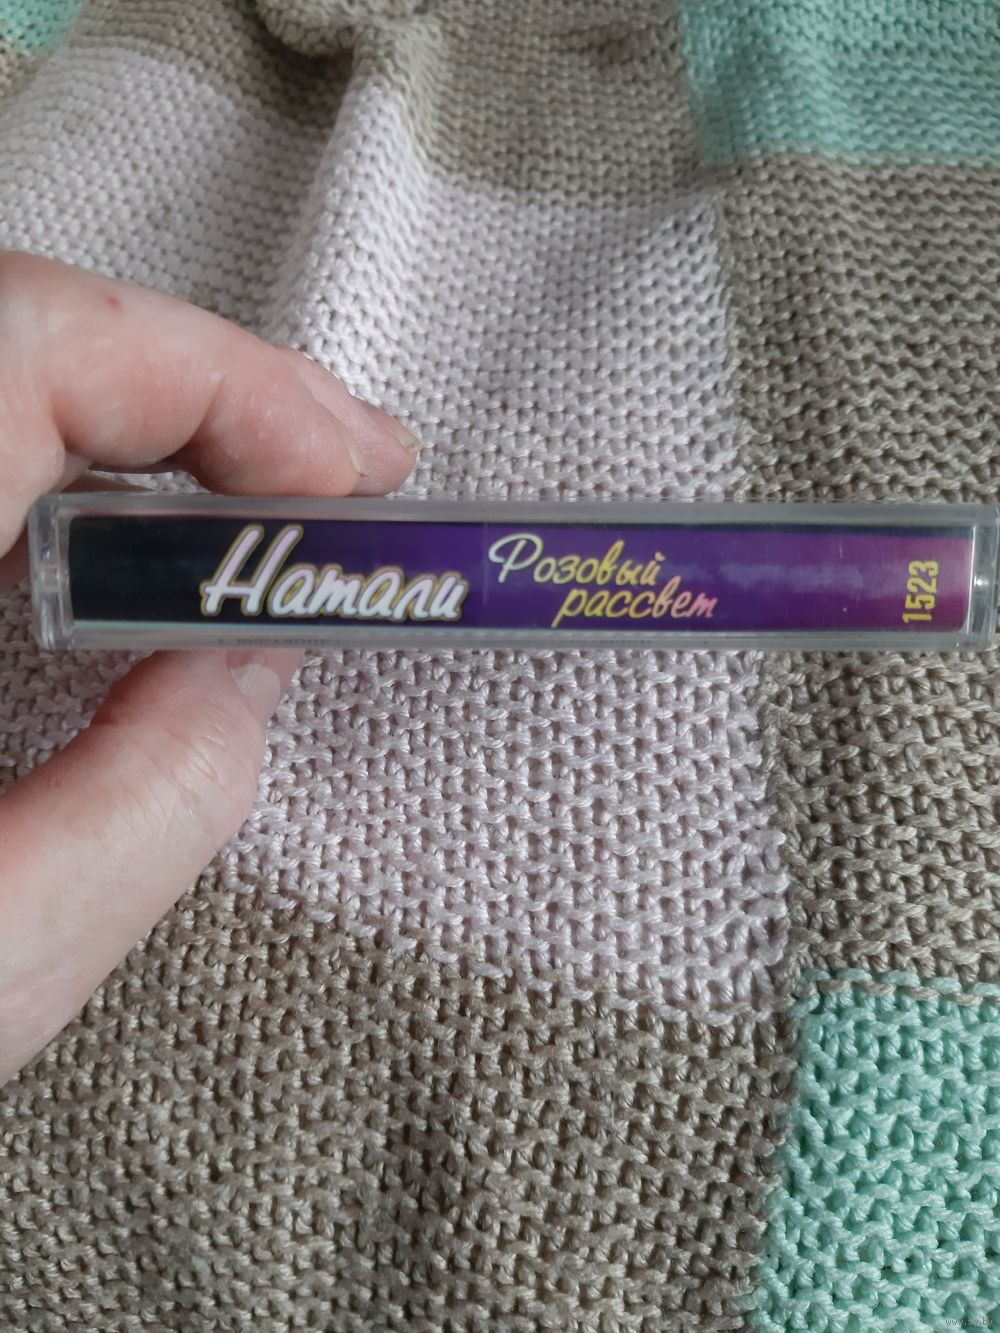 Натали
Розовый
рассвет
1523